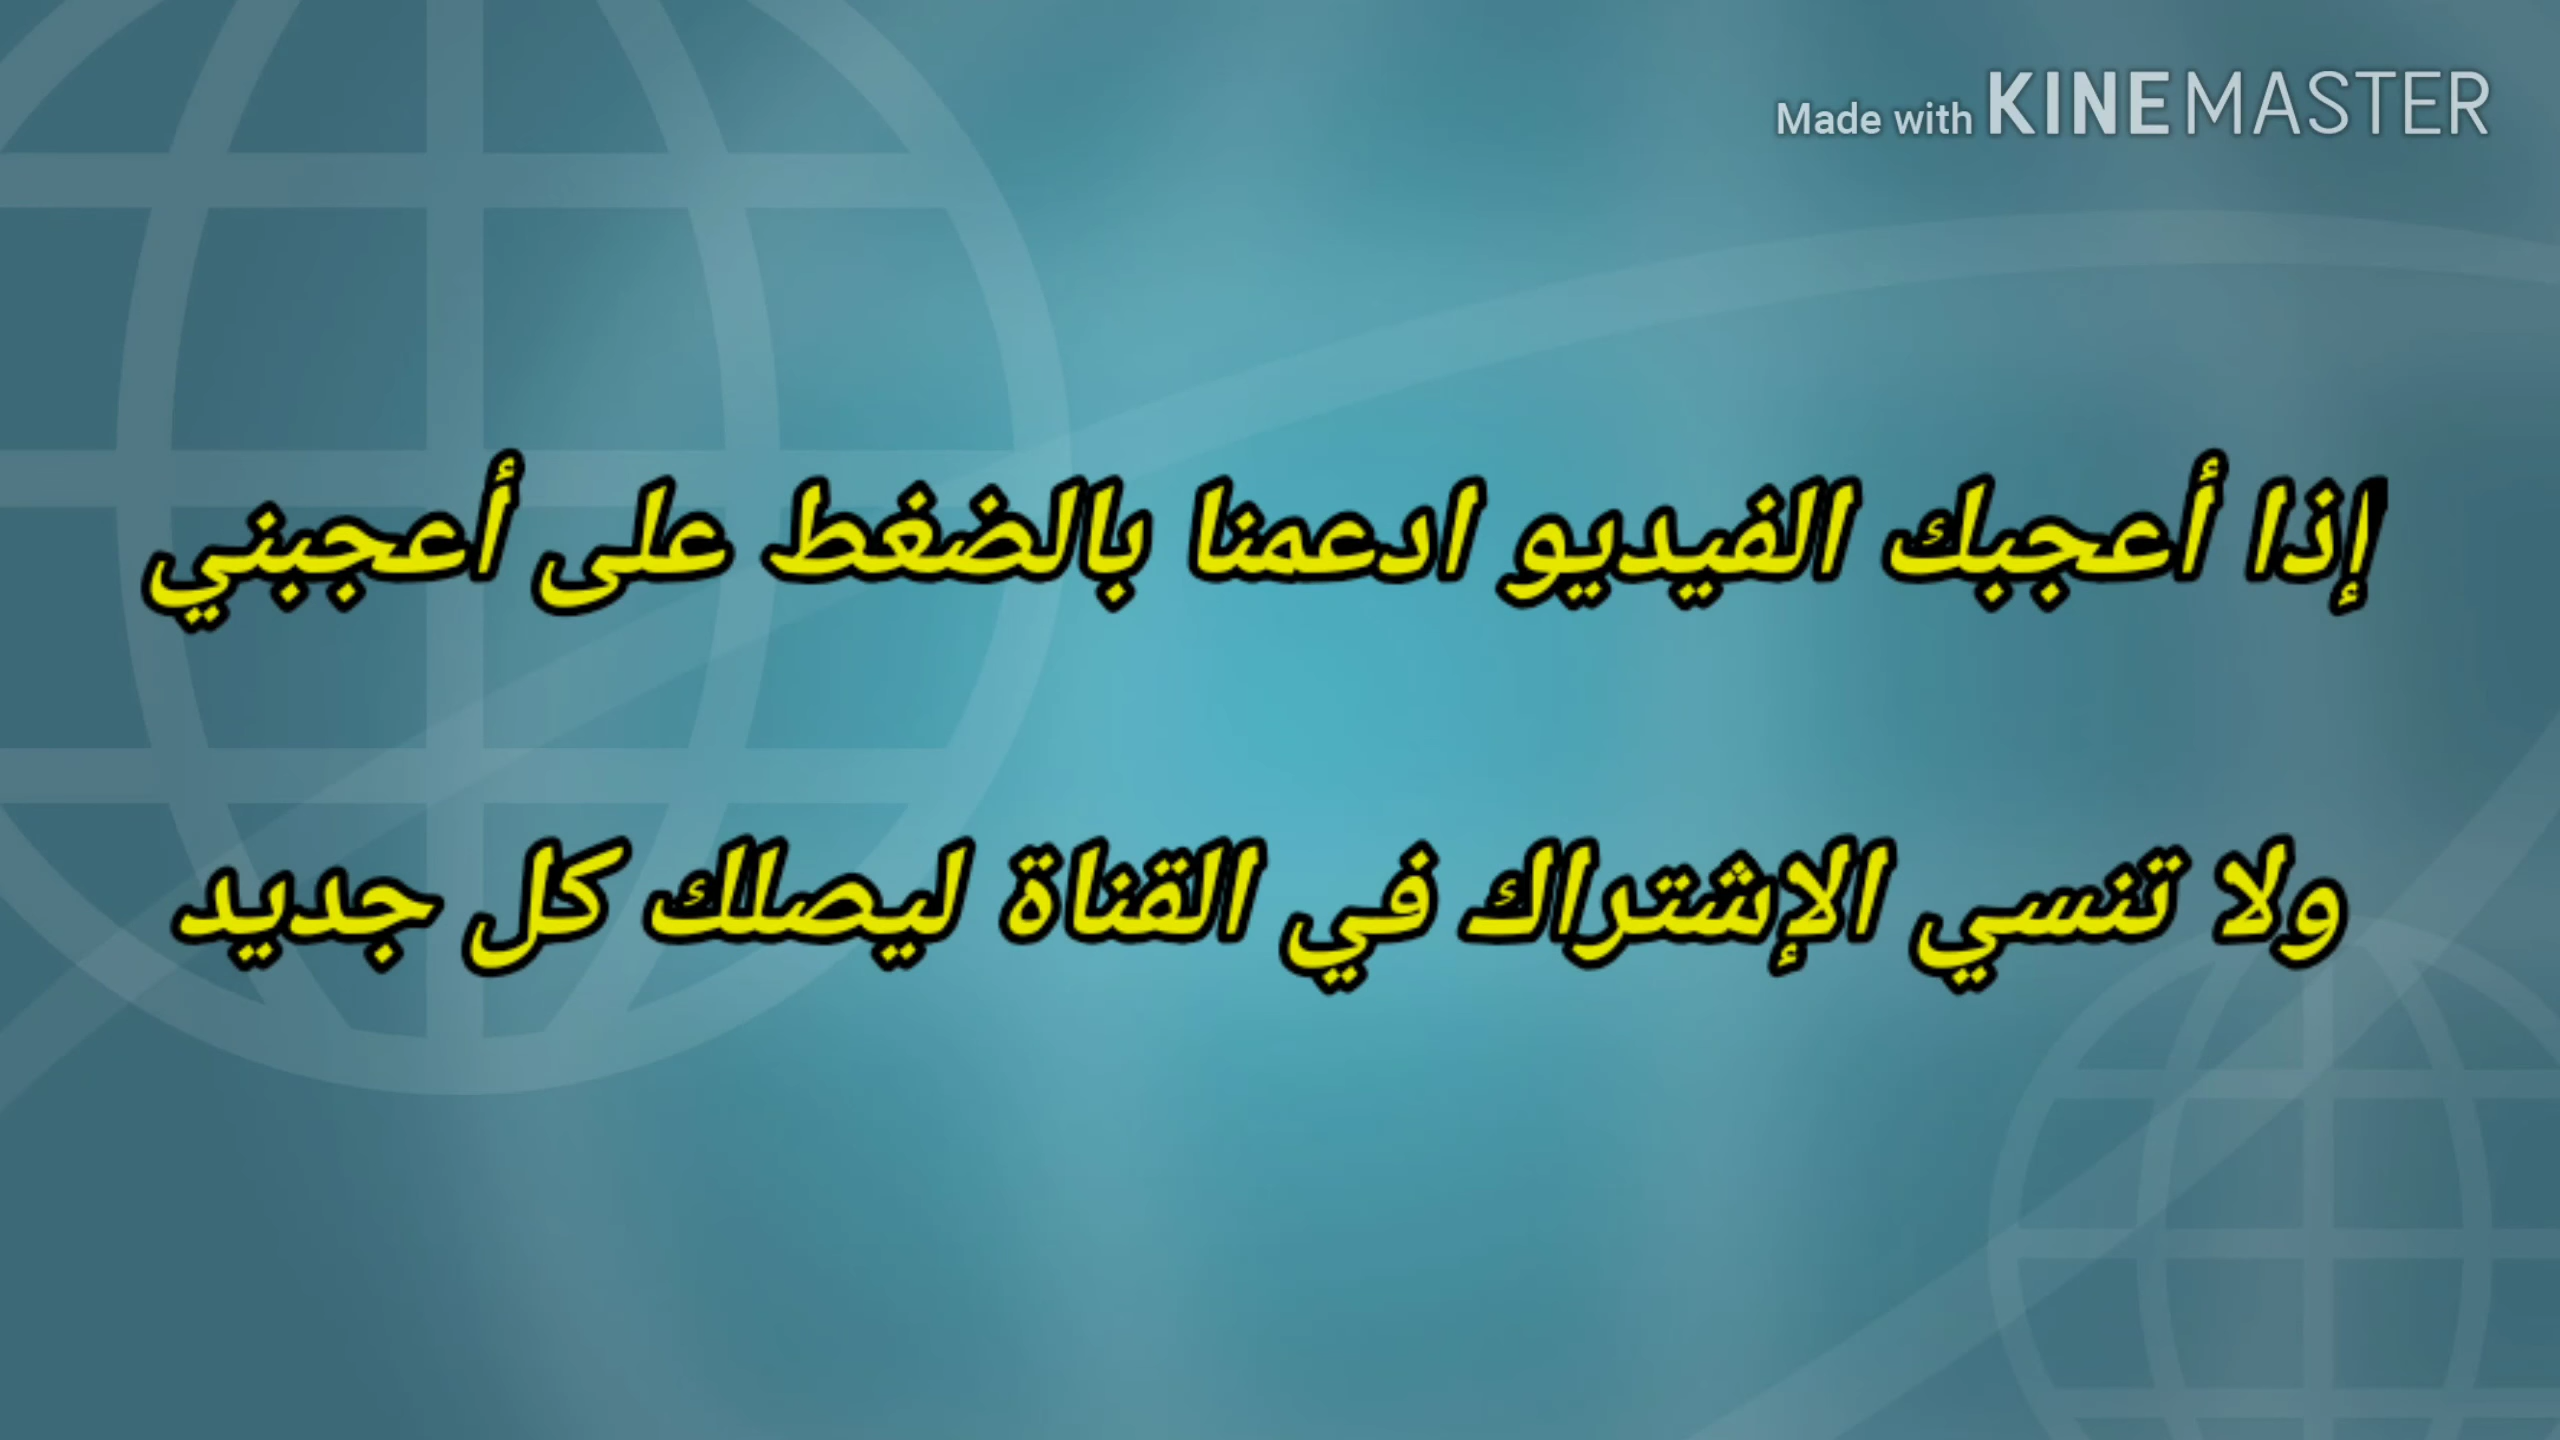 Made with KINEMASTER
إذا أعجبك الفيديو ادعمنا بالضغط على أعجبني
ولا تنسي الإشتراك في القناة ليصلك كل جديد